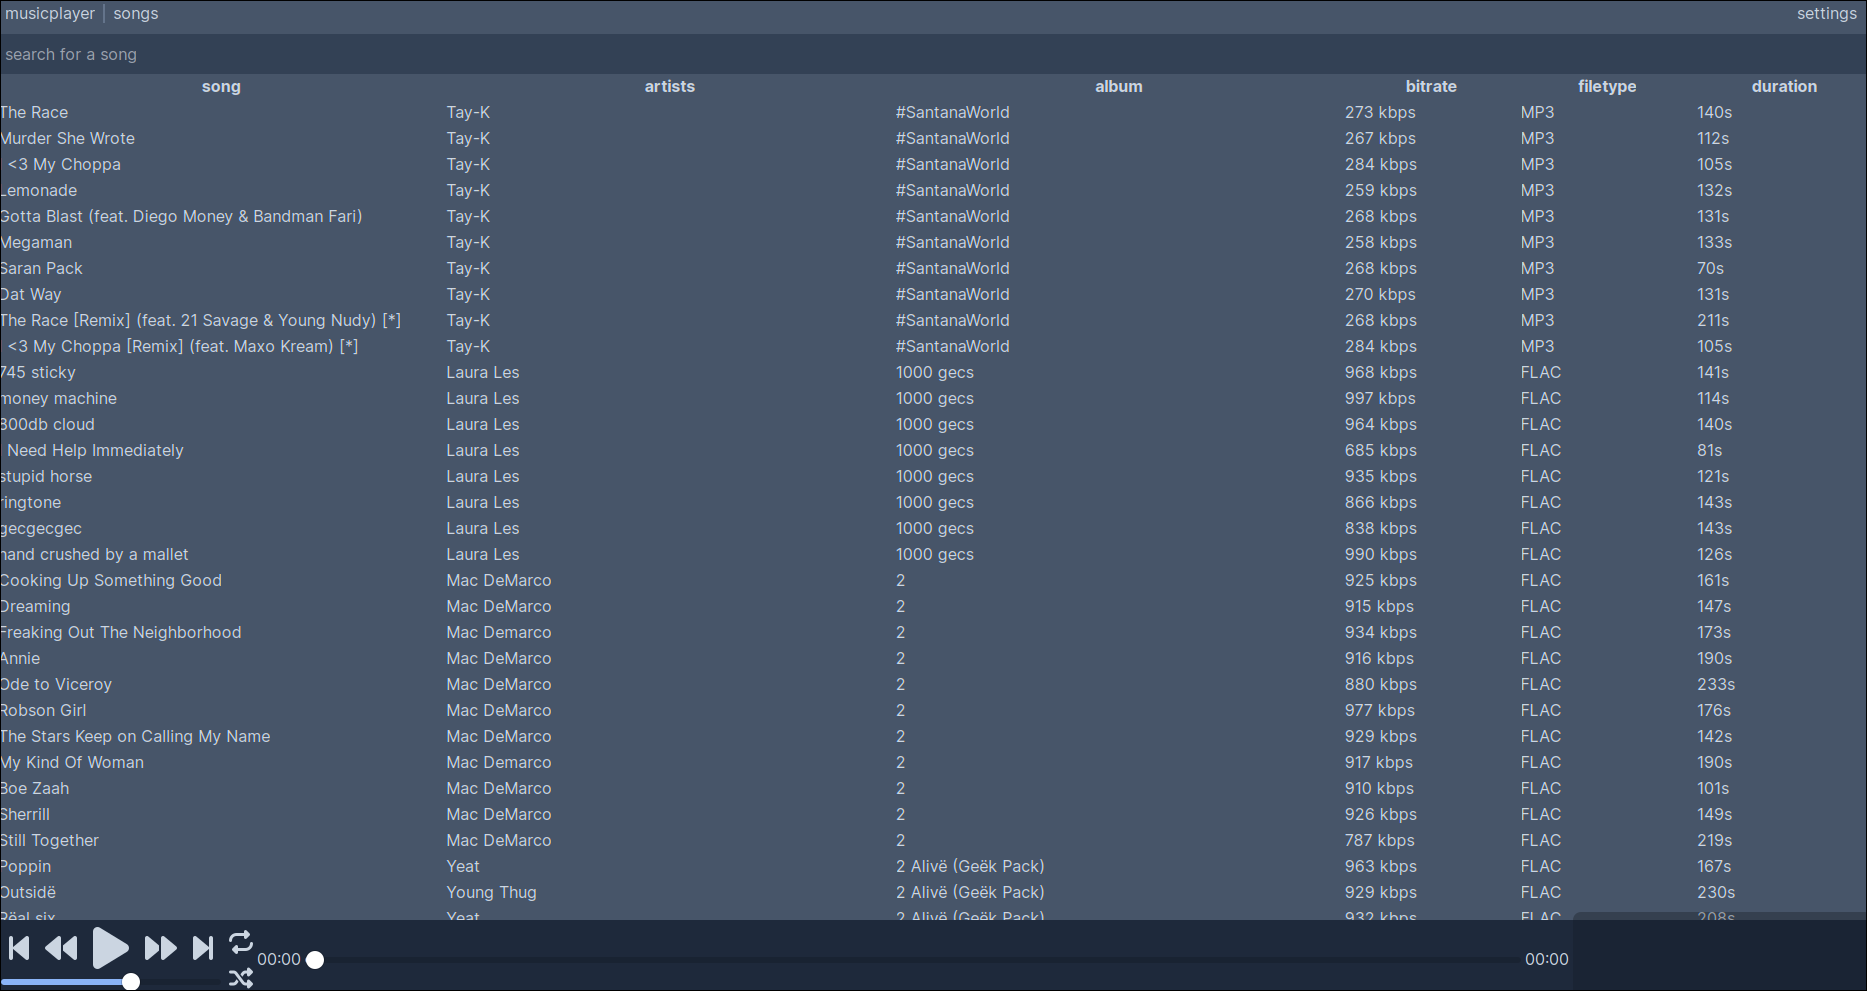 musicplayer | songs settings
search for a song
song artists album bitrate filetype duration
The Race Tay-K #SantanaWorld 273 kbps MP3 140s
Murder She Wrote Tay-K #SantanaWorld 267 kbps MP3 112s
<3 My Choppa Tay-K #SantanaWorld 284 kbps MP3 105s
Lemonade Tay-K #SantanaWorld 259 kbps MP3 132s
Gotta Blast (feat. Diego Money & Bandman Fari) Tay-K #SantanaWorld 268 kbps MP3 131s
Megaman Tay-K #SantanaWorld 258 kbps MP3 133s
Saran Pack Tay-K #SantanaWorld 268 kbps MP3 70s
Dat Way Tay-K #SantanaWorld 270 kbps MP3 131s
The Race [Remix] (feat. 21 Savage & Young Nudy) [*] Tay-K #SantanaWorld 268 kbps MP3 211s
<3 My Choppa [Remix] (feat. Maxo Kream) [*] Tay-K #SantanaWorld 284 kbps MP3 105s
745 sticky Laura Les 1000 gecs 968 kbps FLAC 141s
money machine Laura Les 1000 gecs 997 kbps FLAC 114s
800db cloud Laura Les 1000 gecs 964 kbps FLAC 140s
Need Help Immediately Laura Les 1000 gecs 685 kbps FLAC 81s
stupid horse Laura Les 1000 gecs 935 kbps FLAC 121s
ringtone Laura Les 1000 gecs 866 kbps FLAC 143s
gecgecgec Laura Les 1000 gecs 838 kbps FLAC 143s
hand crushed by a mallet Laura Les 1000 gecs 990 kbps FLAC 126s
Cooking Up Something Good Mac DeMarco 2 925 kbps FLAC 161s
Dreaming Mac DeMarco 2 915 kbps FLAC 147s
Freaking Out The Neighborhood Mac Demarco 2 934 kbps FLAC 173s
Annie Mac DeMarco 2 916 kbps FLAC 190s
Ode to Viceroy Mac DeMarco 2 880 kbps FLAC 233s
Robson Girl Mac DeMarco 2 977 kbps FLAC 176s
The Stars Keep on Calling My Name Mac DeMarco 2 929 kbps FLAC 142s
My Kind Of Woman Mac Demarco 2 917 kbps FLAC 190s
Boe Zaah Mac DeMarco 2 910 kbps FLAC 101s
Sherrill Mac DeMarco 2 926 kbps FLAC 149s
Still Together Mac DeMarco 2 787 kbps FLAC 219s
Poppin Yeat 2 Alivë (Geëk Pack) 963 kbps FLAC 167s
Outsidë Young Thug 2 Alivë (Geëk Pack) 929 kbps FLAC 230s
Rëal six Yeat 2 Alivë (Geëk Pack) 932 kbps FLAC 208s
00:00 00:00